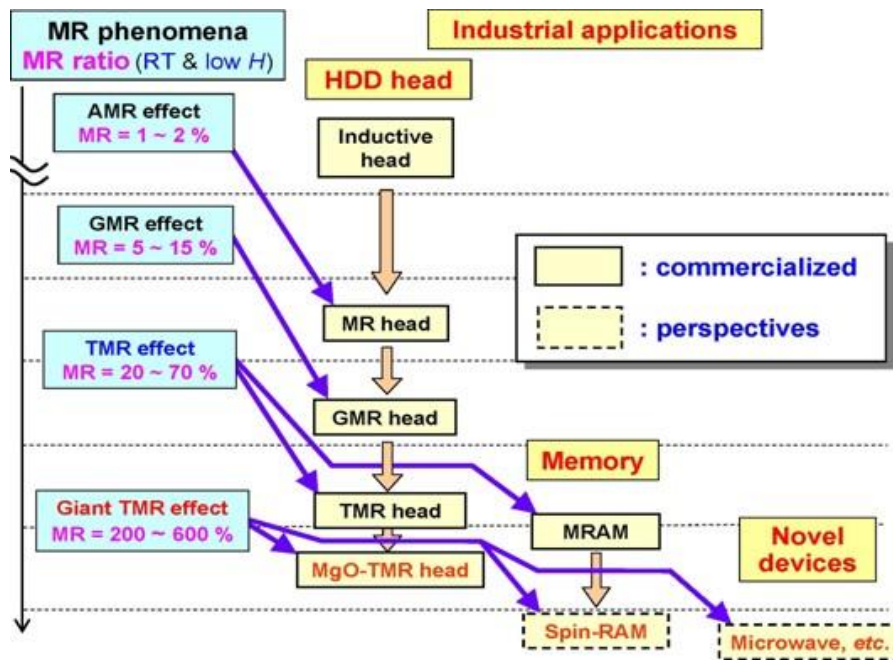 MR phenomena
MR ratio (RT & low H)
Industrial applications
HDD head
AMR effect
MR = 1 ~ 2 %
Inductive
head
GMR effect
MR = 5 ~ 15 %
: commercialized
MR head
: perspectives
TMR effect
MR = 20 ~ 70 %
GMR head
Memory
Giant TMR effect
MR = 200 ~ 600 %
TMR head
MRAM
Novel
devices
MgO-TMR head
Spin-RAM
Microwave, etc.